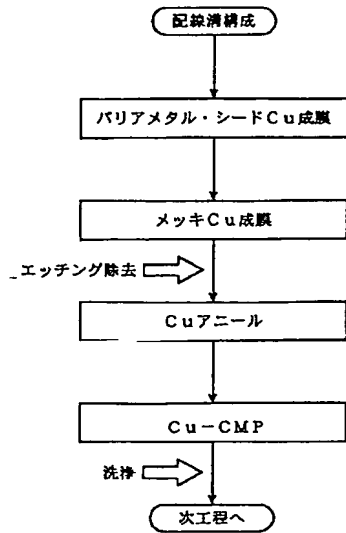 配線溝構成
バリアメタル・シードCu成膜
メッキCu成膜
エッチング除去
Cuアニール
Cu-CMP
洗浄
次工程へ